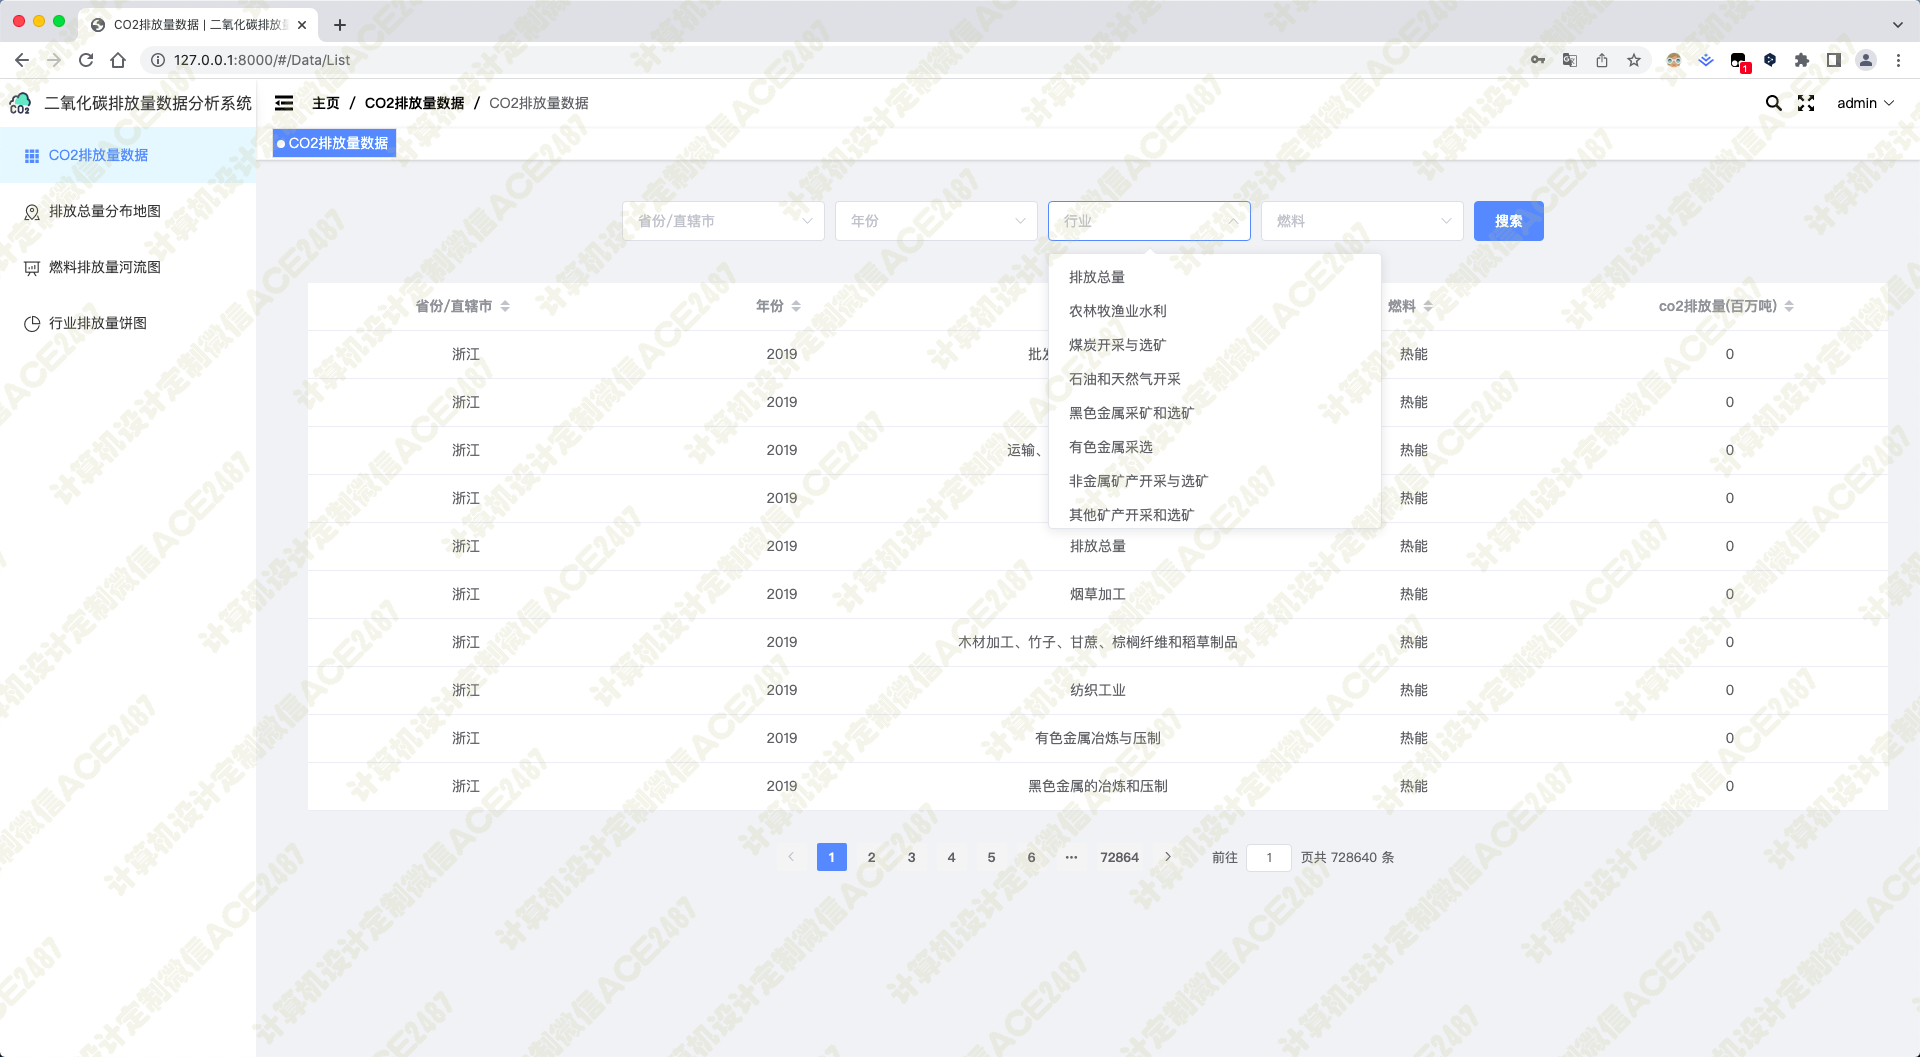 CO2排放量数据 | 二氧化碳排放量
127.0.0.1:8000/#/Data/List
1
二氧化碳排放量数据分析系统
主页 / CO2排放量数据 / CO2排放量数据
admin
CO2排放量数据
CO2排放量数据
排放总量分布地图
燃料排放量河流图
行业排放量饼图
省份/直辖市 年份 行业 燃料 搜索
排放总量
农林牧渔业水利
煤炭开采与选矿
石油和天然气开采
黑色金属采矿和选矿
有色金属采选
非金属矿产开采与选矿
其他矿产开采和选矿
省份/直辖市 年份 燃料 co2排放量(百万吨)
浙江 2019 批发 热能 0
浙江 2019 热能 0
浙江 2019 运输、 热能 0
浙江 2019 热能 0
浙江 2019 排放总量 热能 0
浙江 2019 烟草加工 热能 0
浙江 2019 木材加工、竹子、甘蔗、棕榈纤维和稻草制品 热能 0
浙江 2019 纺织工业 热能 0
浙江 2019 有色金属冶炼与压制 热能 0
浙江 2019 黑色金属的冶炼和压制 热能 0
1 2 3 4 5 6 ··· 72864 前往 1 页共 728640 条
计算机设计定制微信ACE2487